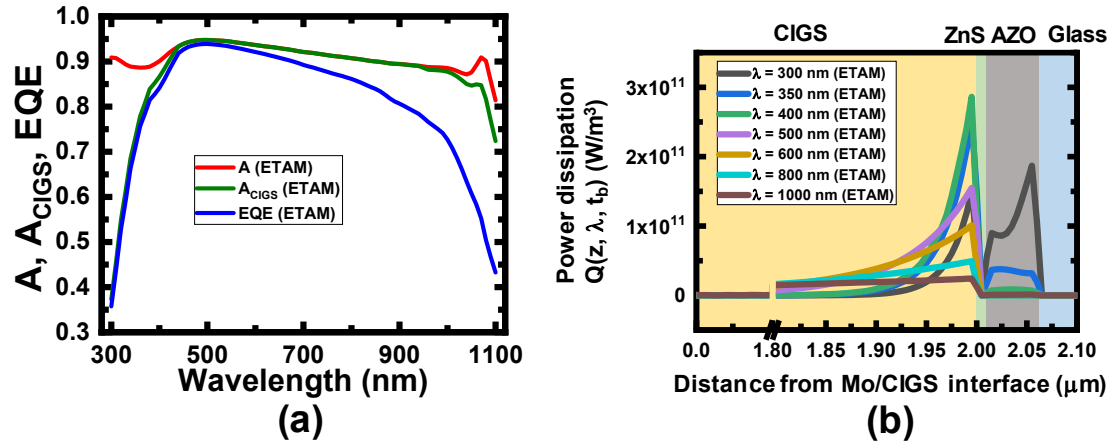 (a)
A, A_CIGS, EQE
1.0
0.9
0.8
0.7
0.6
0.5
0.4
0.3
A (ETAM)
A_CIGS (ETAM)
EQE (ETAM)
300 500 700 900 1100
Wavelength (nm)
(a)
CIGS ZnS AZO Glass
Power dissipation
Q(z, λ, t_b) (W/m³)
3x10¹¹
2x10¹¹
1x10¹¹
0
λ = 300 nm (ETAM)
λ = 350 nm (ETAM)
λ = 400 nm (ETAM)
λ = 500 nm (ETAM)
λ = 600 nm (ETAM)
λ = 800 nm (ETAM)
λ = 1000 nm (ETAM)
0.0 1.80 1.85 1.90 1.95 2.00 2.05 2.10
Distance from Mo/CIGS interface (μm)
(b)